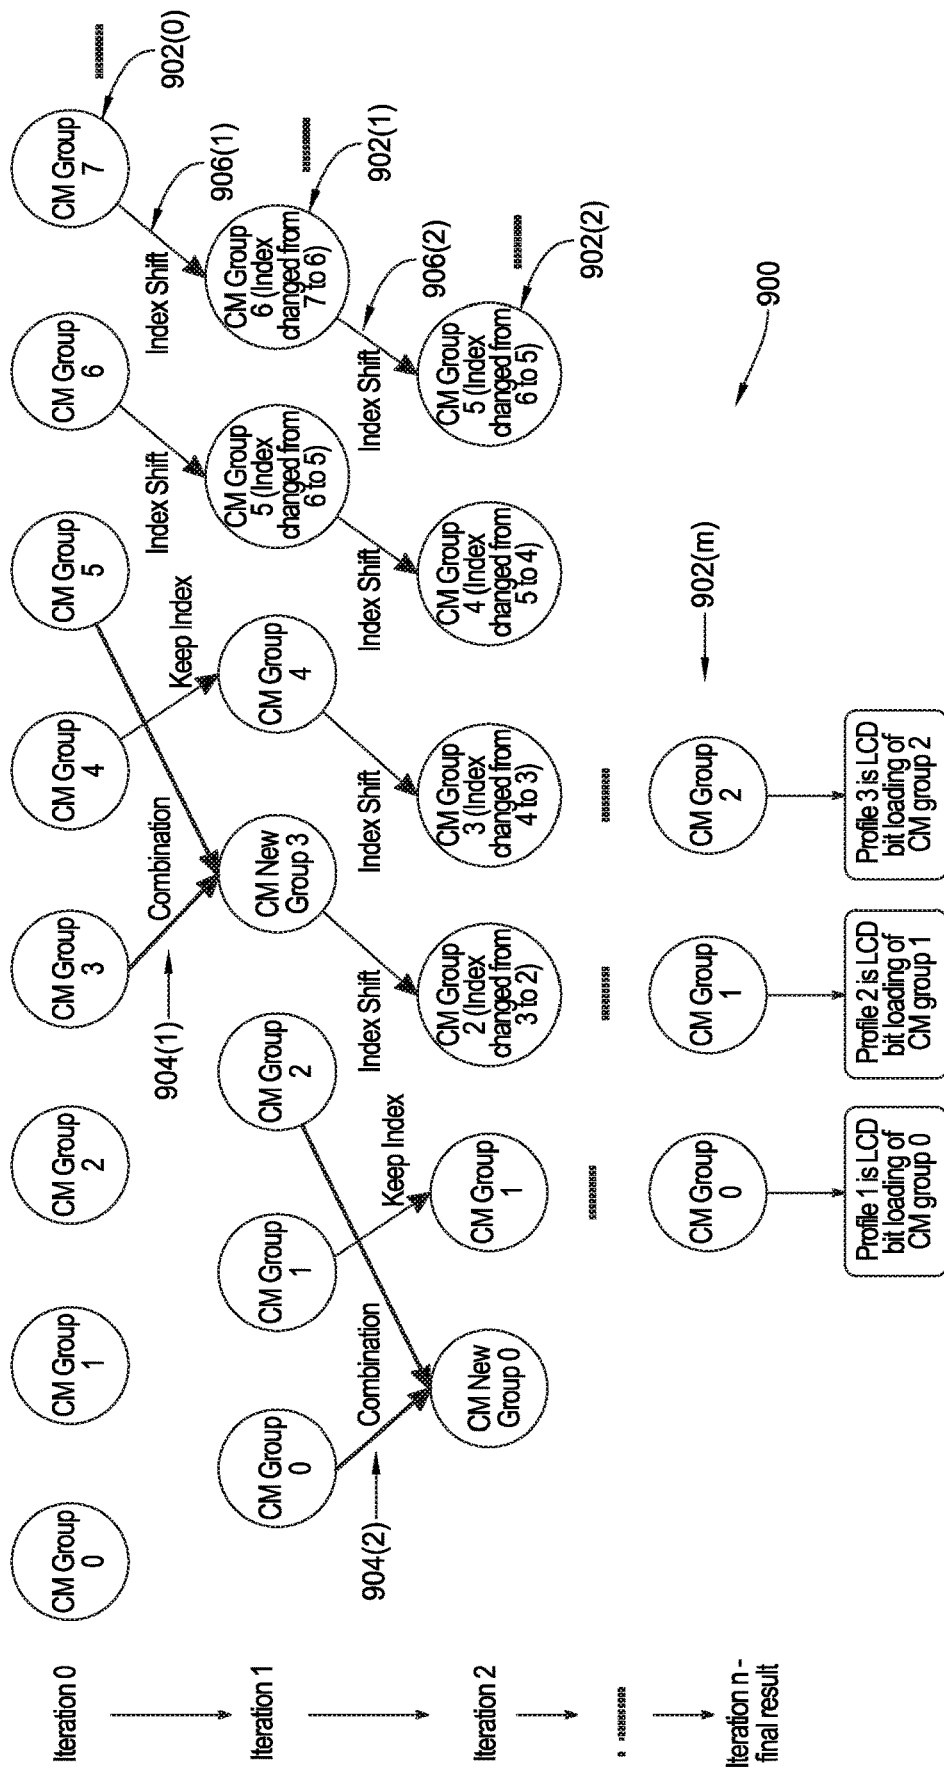 Iteration 0
CM Group
0
CM Group
1
CM Group
2
CM Group
3
CM Group
4
CM Group
5
CM Group
6
CM Group
7
902(0)
904(1)
Combination
Keep Index
Index Shift
Index Shift
906(1)
Iteration 1
CM Group
0
CM Group
1
CM Group
2
CM New
Group 3
CM Group
4
CM Group
5 (Index
changed from
6 to 5)
CM Group
6 (Index
changed from
7 to 6)
902(1)
904(2)
Combination
Keep Index
Index Shift
Index Shift
Index Shift
Index Shift
906(2)
Iteration 2
CM New
Group 0
CM Group
1
CM Group
2 (Index
changed from
3 to 2)
CM Group
3 (Index
changed from
4 to 3)
CM Group
4 (Index
changed from
5 to 4)
CM Group
5 (Index
changed from
6 to 5)
902(2)
Iteration n -
final result
CM Group
0
CM Group
1
CM Group
2
902(m)
900
Profile 1 is LCD
bit loading of
CM group 0
Profile 2 is LCD
bit loading of
CM group 1
Profile 3 is LCD
bit loading of
CM group 2